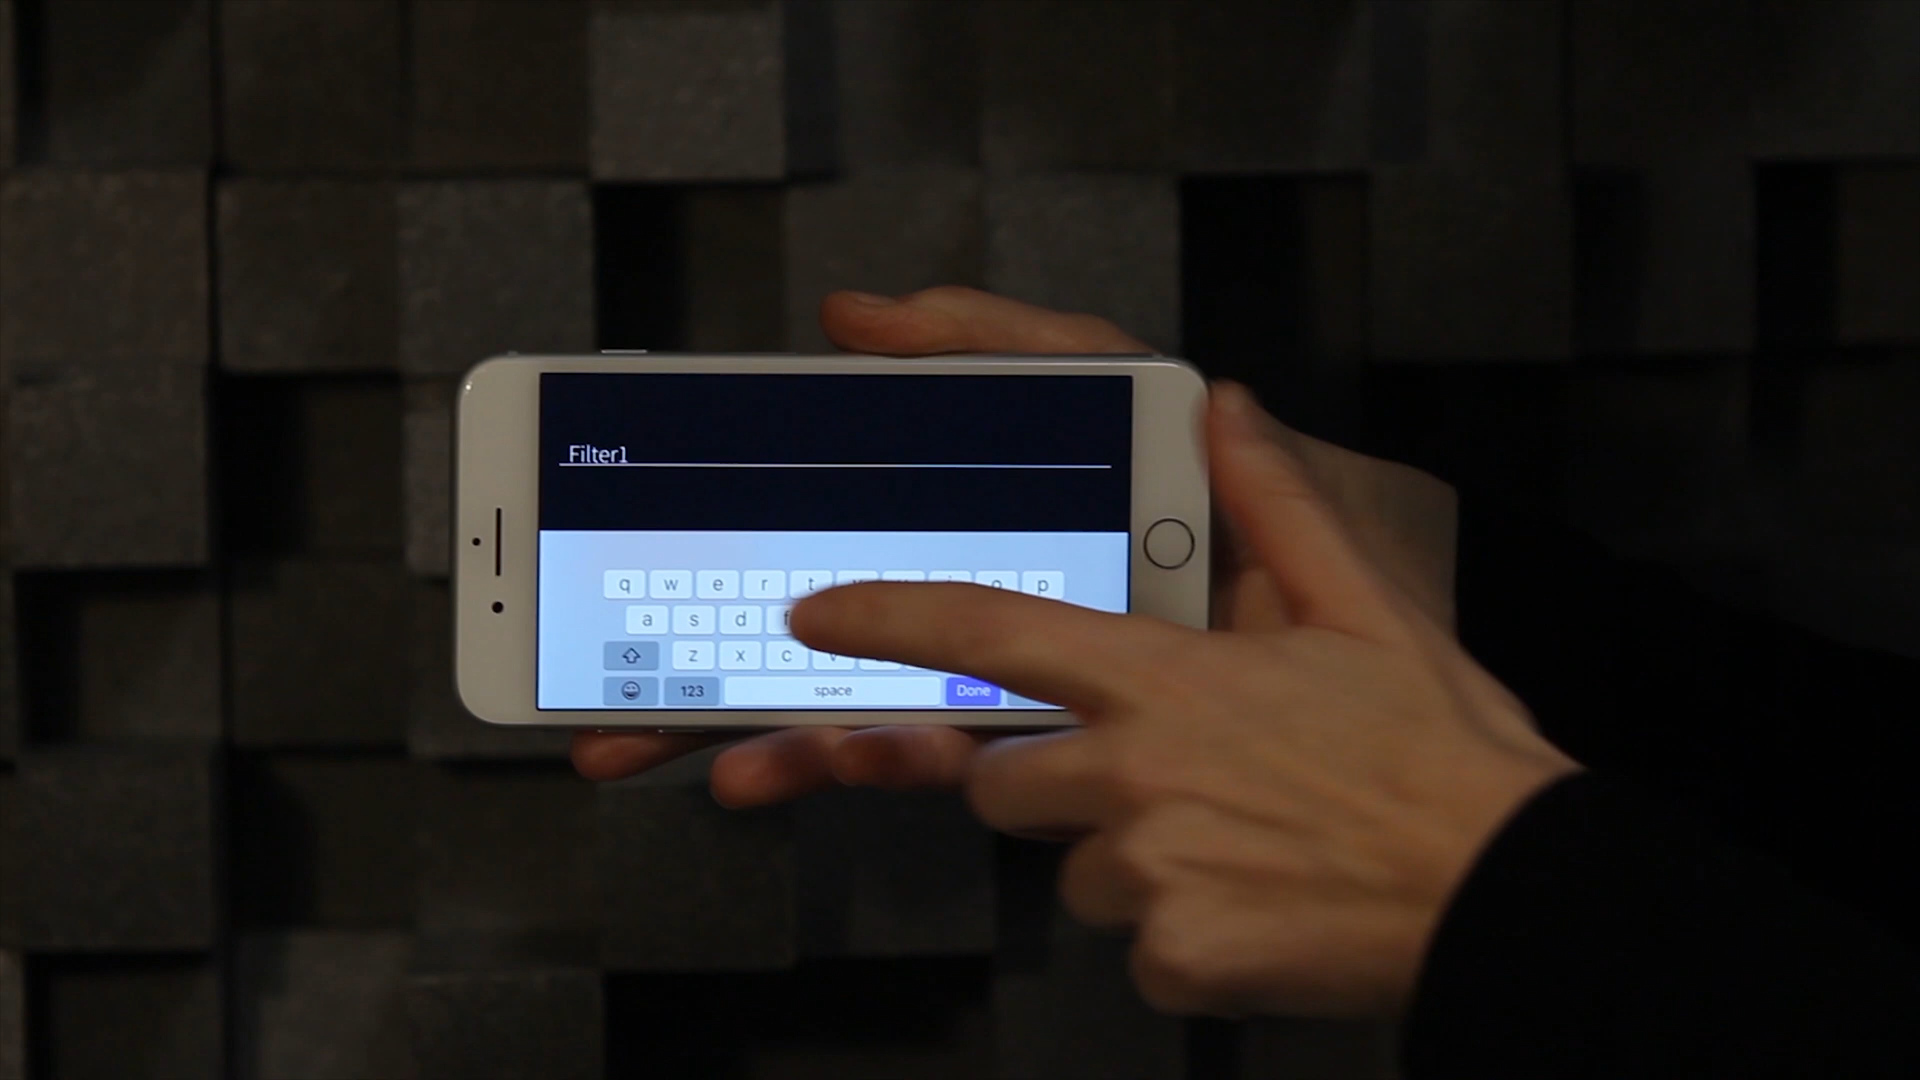 Filter1
q w e r t o p
a s d f
z x c v
123 space Done